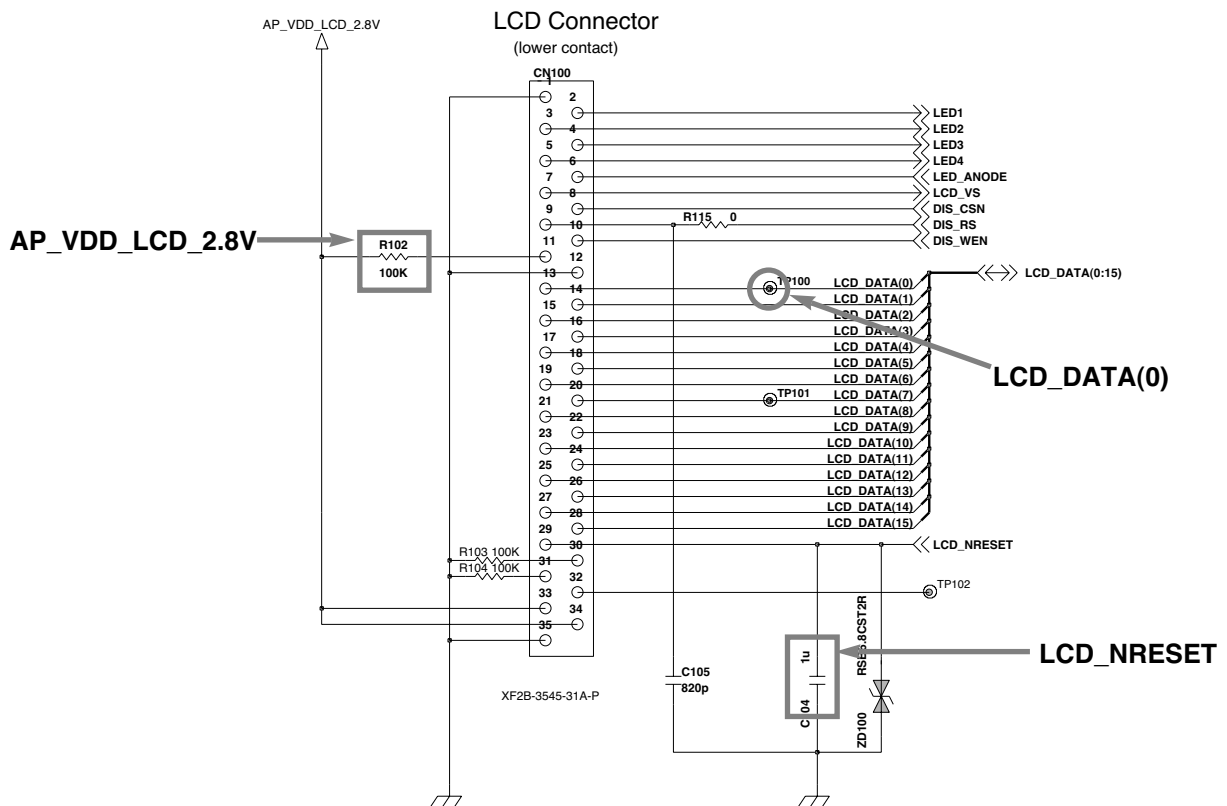 LCD Connector
(lower contact)
AP_VDD_LCD_2.8V
CN100
1
2
3
LED1
4
LED2
5
LED3
6
LED4
7
LED_ANODE
8
LCD_VS
9
DIS_CSN
10
R115 0
DIS_RS
11
DIS_WEN
AP_VDD_LCD_2.8V
R102
100K
12
13
LCD_DATA(0:15)
14
TP100
LCD_DATA(0)
15
LCD_DATA(1)
16
LCD_DATA(2)
17
LCD_DATA(3)
18
LCD_DATA(4)
19
LCD_DATA(5)
20
LCD_DATA(6)
LCD_DATA(0)
21
TP101
LCD_DATA(7)
22
LCD_DATA(8)
23
LCD_DATA(9)
24
LCD_DATA(10)
25
LCD_DATA(11)
26
LCD_DATA(12)
27
LCD_DATA(13)
28
LCD_DATA(14)
29
LCD_DATA(15)
30
LCD_NRESET
R103 100K
31
R104 100K
32
TP102
33
34
35
1u
LCD_NRESET
C105
820p
XF2B-3545-31A-P
ZD100